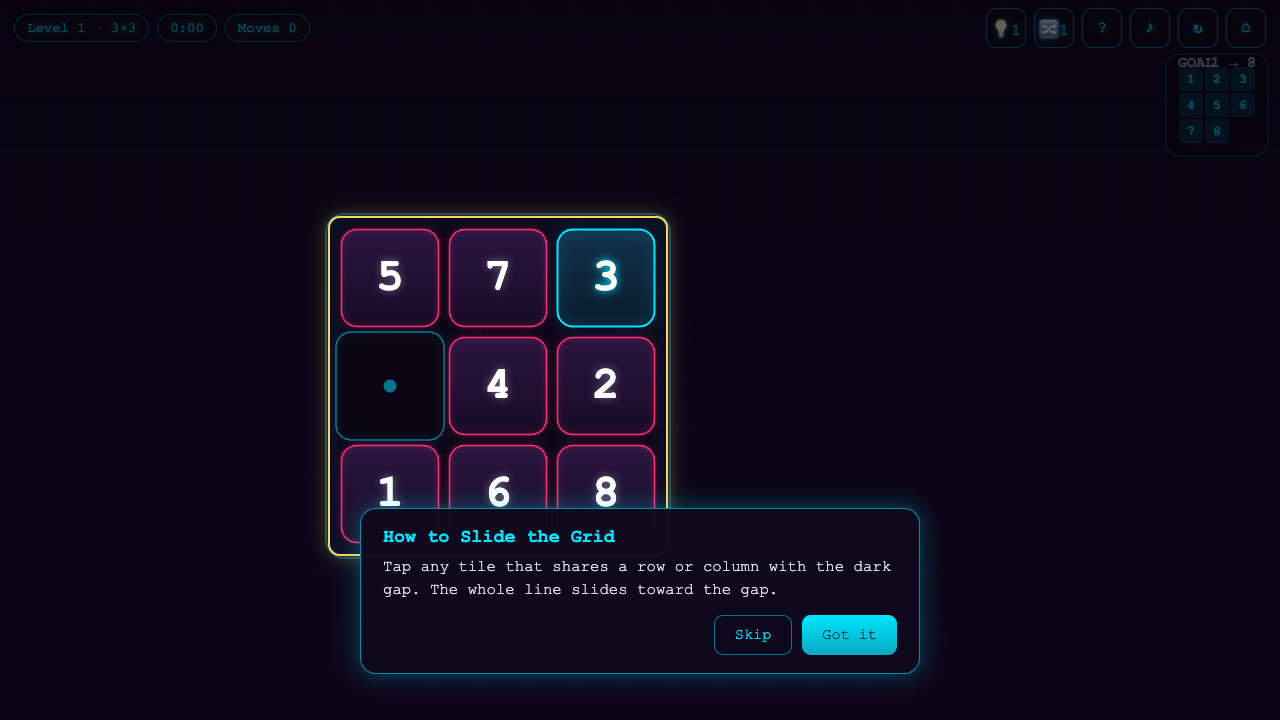 Level 1 · 3×3
0:00
Moves 0
1
1
?
♪
↻
⌂
GOAL 1 → 8
1 2 3
4 5 6
7 8
5 7 3
4 2
1 6 8
How to Slide the Grid
Tap any tile that shares a row or column with the dark
gap. The whole line slides toward the gap.
Skip
Got it